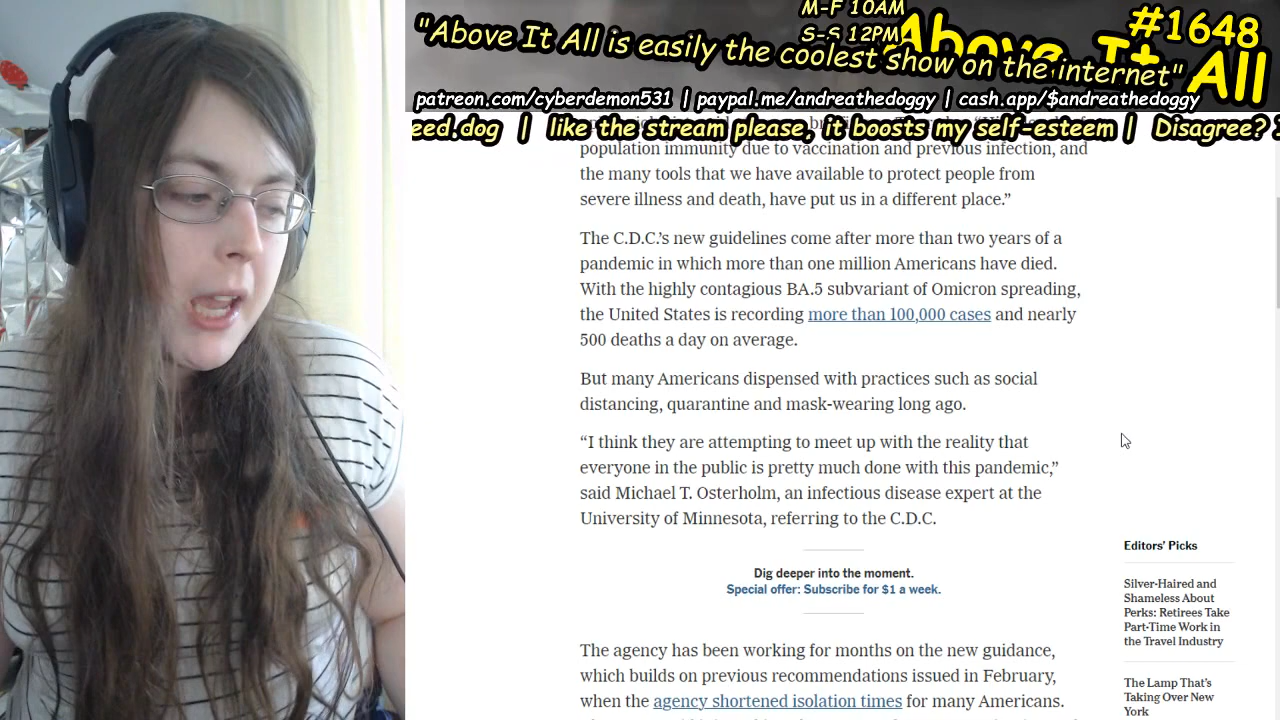 M-F 10AM
S-S 12PM
#1648
Above It All
"Above It All is easily the coolest show on the internet"
patreon.com/cyberdemon531 | paypal.me/andreathedoggy | cash.app/$andreathedoggy
eed.dog | like the stream please, it boosts my self-esteem | Disagree?
population immunity due to vaccination and previous infection, and
the many tools that we have available to protect people from
severe illness and death, have put us in a different place.”
The C.D.C.’s new guidelines come after more than two years of a
pandemic in which more than one million Americans have died.
With the highly contagious BA.5 subvariant of Omicron spreading,
the United States is recording more than 100,000 cases and nearly
500 deaths a day on average.
But many Americans dispensed with practices such as social
distancing, quarantine and mask-wearing long ago.
“I think they are attempting to meet up with the reality that
everyone in the public is pretty much done with this pandemic,”
said Michael T. Osterholm, an infectious disease expert at the
University of Minnesota, referring to the C.D.C.
Dig deeper into the moment.
Special offer: Subscribe for $1 a week.
The agency has been working for months on the new guidance,
which builds on previous recommendations issued in February,
when the agency shortened isolation times for many Americans.
Editors’ Picks
Silver-Haired and
Shameless About
Perks: Retirees Take
Part-Time Work in
the Travel Industry
The Lamp That’s
Taking Over New
York